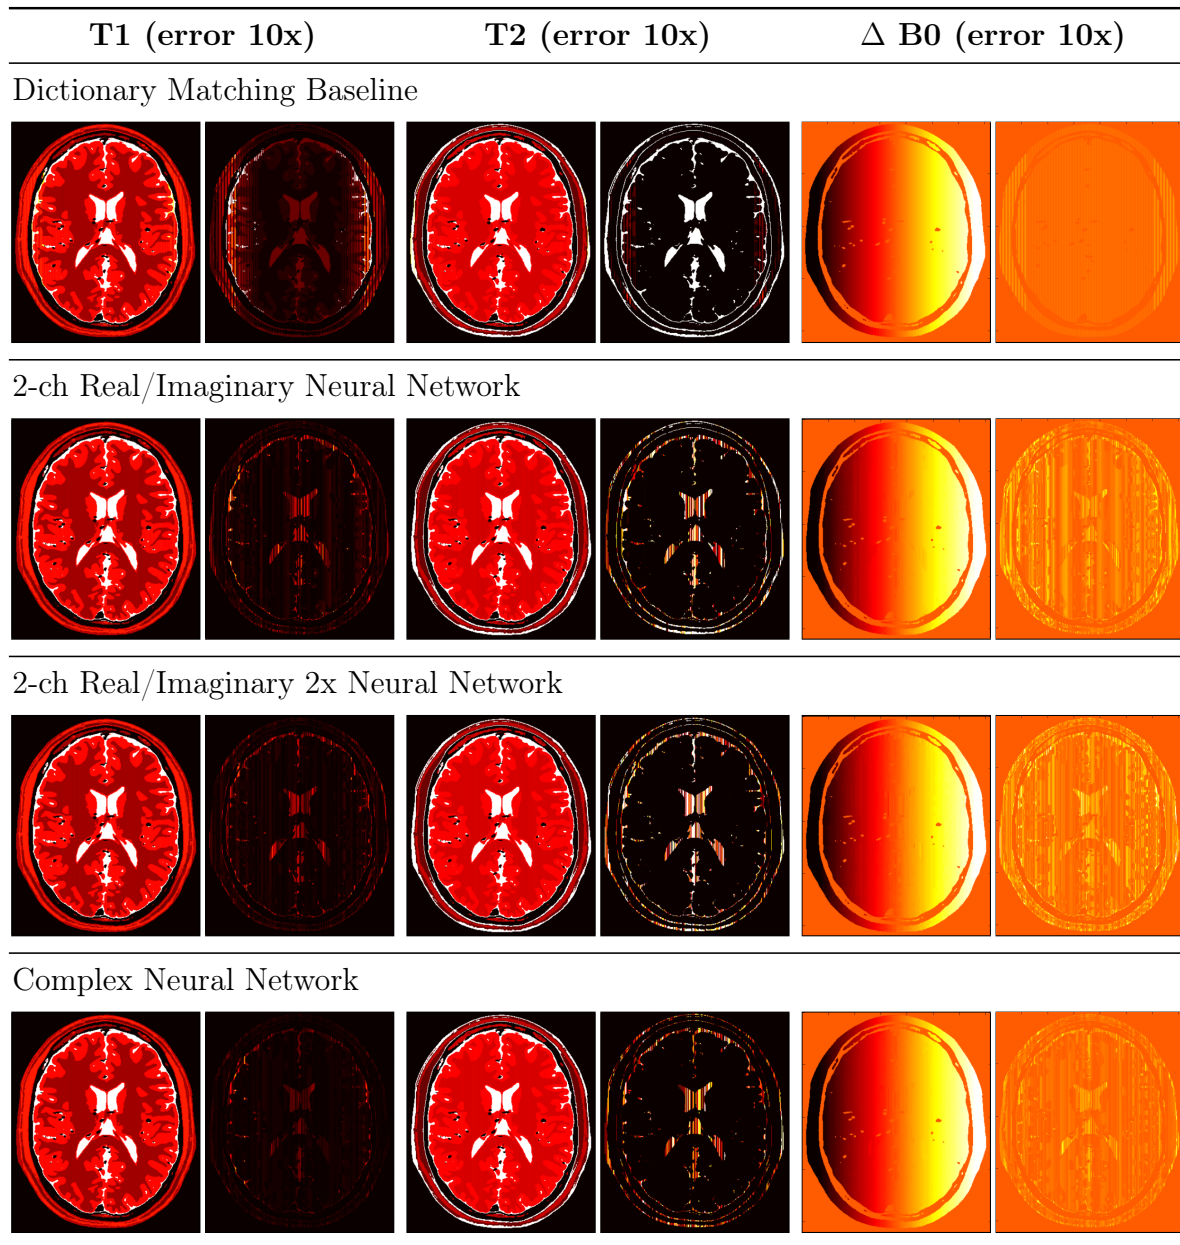 T1 (error 10x) T2 (error 10x) Δ B0 (error 10x)
Dictionary Matching Baseline
2-ch Real/Imaginary Neural Network
2-ch Real/Imaginary 2x Neural Network
Complex Neural Network